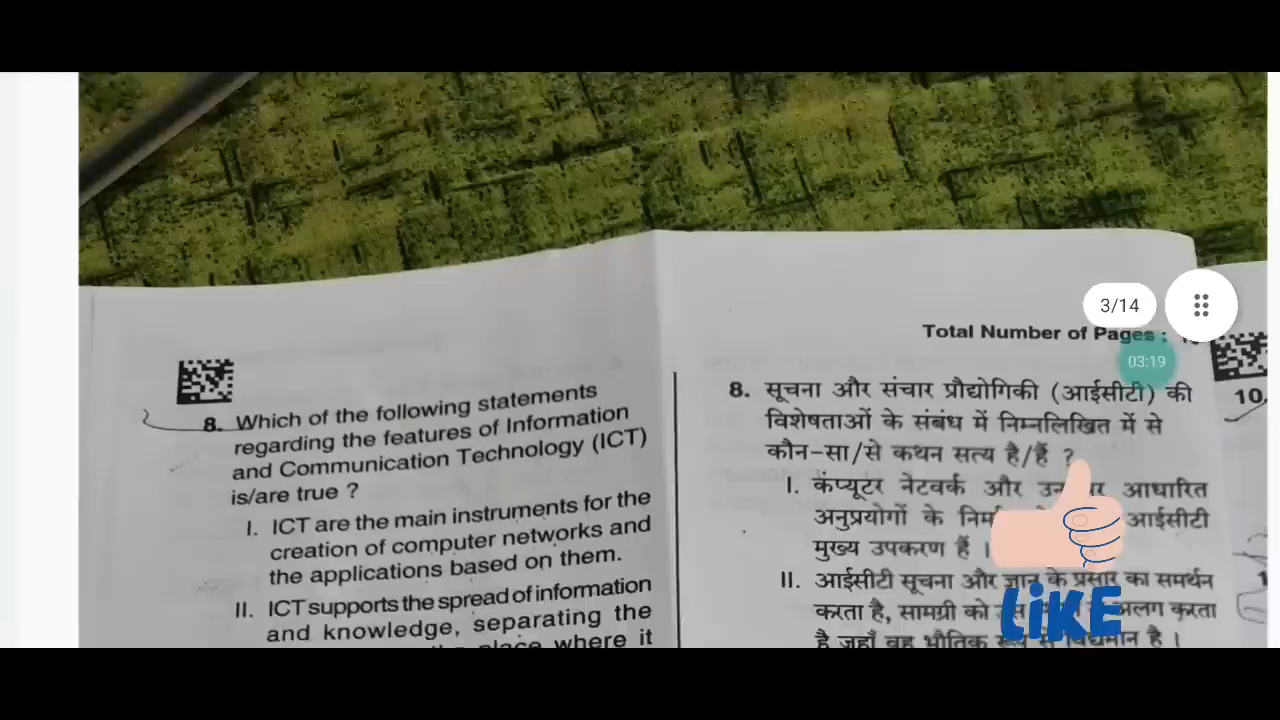 3/14
Total Number of Pages :
03:19
8. Which of the following statements
regarding the features of Information
and Communication Technology (ICT)
is/are true ?
I. ICT are the main instruments for the
creation of computer networks and
the applications based on them.
II. ICT supports the spread of information
and knowledge, separating the
place where it
8. सूचना और संचार प्रौद्योगिकी (आईसीटी) की
विशेषताओं के संबंध में निम्नलिखित में से
कौन-सा/से कथन सत्य है/हैं ?
I. कंप्यूटर नेटवर्क और आधारित
अनुप्रयोगों के आईसीटी
मुख्य उपकरण हैं ।
II. आईसीटी सूचना और ज्ञान के प्रसार का समर्थन
करता है, सामग्री को अलग करता
है जहाँ वह भौतिक रूप से विद्यमान है ।
10.
LIKE